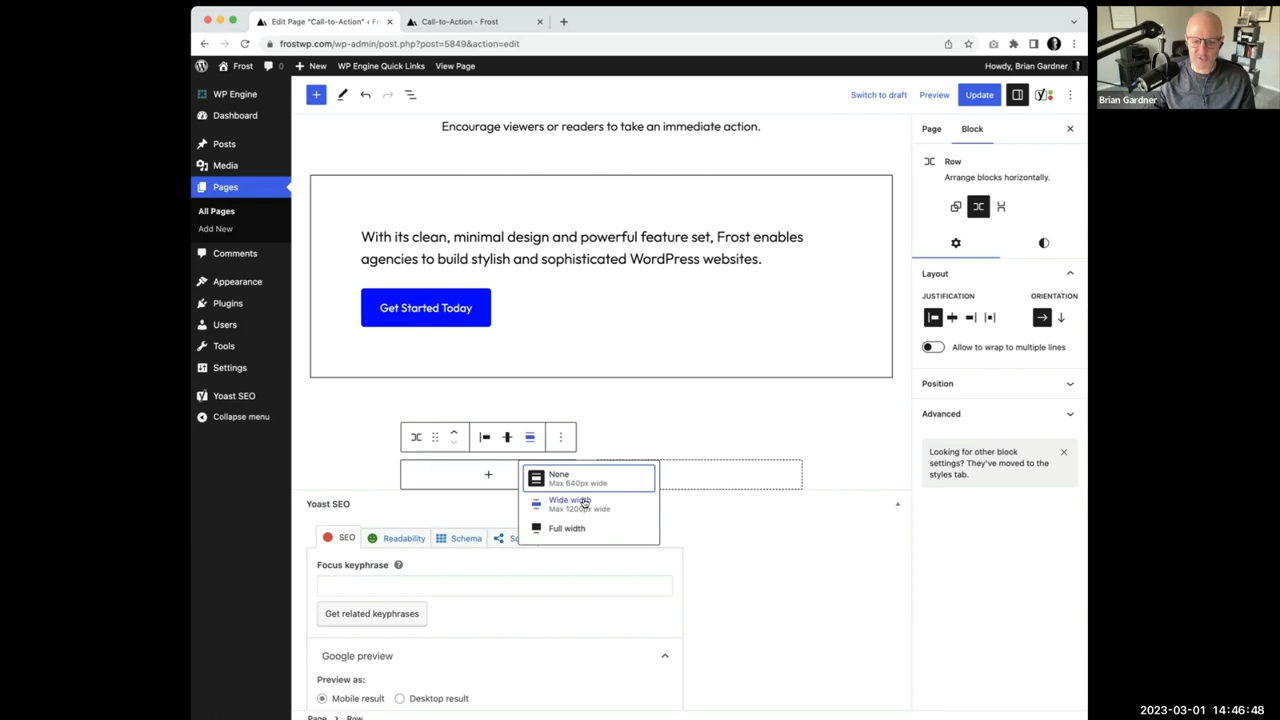 Edit Page "Call-to-Action" ‹ Fr
Call-to-Action - Frost
frostwp.com/wp-admin/post.php?post=5849&action=edit
Frost
0
New
WP Engine Quick Links
View Page
Howdy, Brian Gardner
Brian Gardner
WP Engine
Dashboard
Posts
Media
Pages
All Pages
Add New
Comments
Appearance
Plugins
Users
Tools
Settings
Yoast SEO
Collapse menu
Switch to draft
Preview
Update
Encourage viewers or readers to take an immediate action.
With its clean, minimal design and powerful feature set, Frost enables
agencies to build stylish and sophisticated WordPress websites.
Get Started Today
None
Max 640px wide
Wide width
Max 1200px wide
Full width
Yoast SEO
SEO
Readability
Schema
Focus keyphrase
Get related keyphrases
Google preview
Preview as:
Mobile result
Desktop result
Page
Row
Page
Block
Row
Arrange blocks horizontally.
Layout
JUSTIFICATION
ORIENTATION
Allow to wrap to multiple lines
Position
Advanced
Looking for other block
settings? They've moved to the
styles tab.
2023-03-01 14:46:48